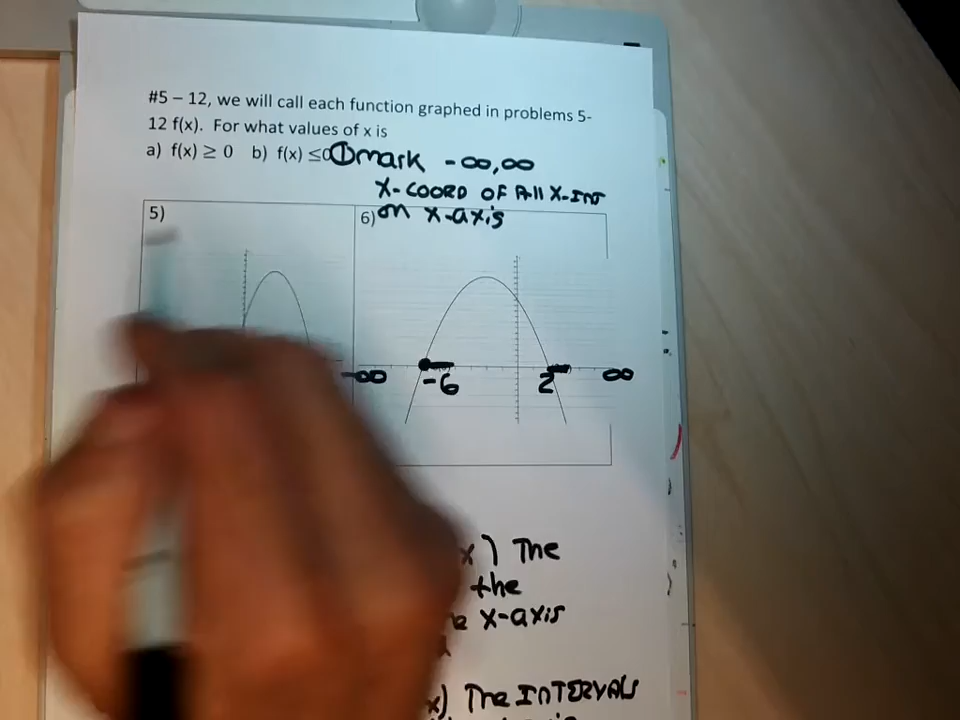 #5 – 12, we will call each function graphed in problems 5-
12 f(x).  For what values of x is
a) f(x) ≥ 0   b) f(x) ≤0 ① mark -∞,∞
x-coord of All x-Int
on x-axis
5)
6)
-∞ -6 2 ∞
x) The
the
x-axis
x) The INTERVALS